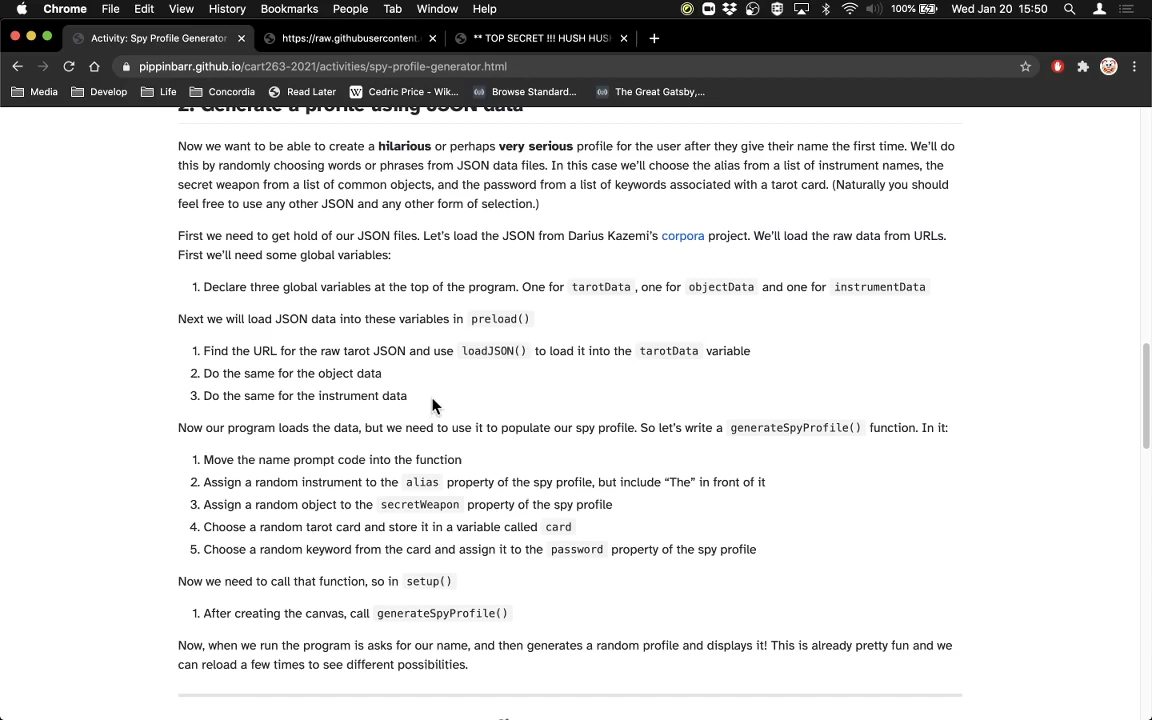 Chrome File Edit View History Bookmarks People Tab Window Help 100% Wed Jan 20 15:50
Activity: Spy Profile Generator https://raw.githubusercontent. ** TOP SECRET !!! HUSH HUS
pippinbarr.github.io/cart263-2021/activities/spy-profile-generator.html
Media Develop Life Concordia Read Later Cedric Price - Wik... Browse Standard... The Great Gatsby,...
2. Generate a profile using JSON data
Now we want to be able to create a hilarious or perhaps very serious profile for the user after they give their name the first time. We’ll do
this by randomly choosing words or phrases from JSON data files. In this case we’ll choose the alias from a list of instrument names, the
secret weapon from a list of common objects, and the password from a list of keywords associated with a tarot card. (Naturally you should
feel free to use any other JSON and any other form of selection.)
First we need to get hold of our JSON files. Let’s load the JSON from Darius Kazemi’s corpora project. We’ll load the raw data from URLs.
First we’ll need some global variables:
1. Declare three global variables at the top of the program. One for tarotData , one for objectData and one for instrumentData
Next we will load JSON data into these variables in preload()
1. Find the URL for the raw tarot JSON and use loadJSON() to load it into the tarotData variable
2. Do the same for the object data
3. Do the same for the instrument data
Now our program loads the data, but we need to use it to populate our spy profile. So let’s write a generateSpyProfile() function. In it:
1. Move the name prompt code into the function
2. Assign a random instrument to the alias property of the spy profile, but include “The” in front of it
3. Assign a random object to the secretWeapon property of the spy profile
4. Choose a random tarot card and store it in a variable called card
5. Choose a random keyword from the card and assign it to the password property of the spy profile
Now we need to call that function, so in setup()
1. After creating the canvas, call generateSpyProfile()
Now, when we run the program is asks for our name, and then generates a random profile and displays it! This is already pretty fun and we
can reload a few times to see different possibilities.